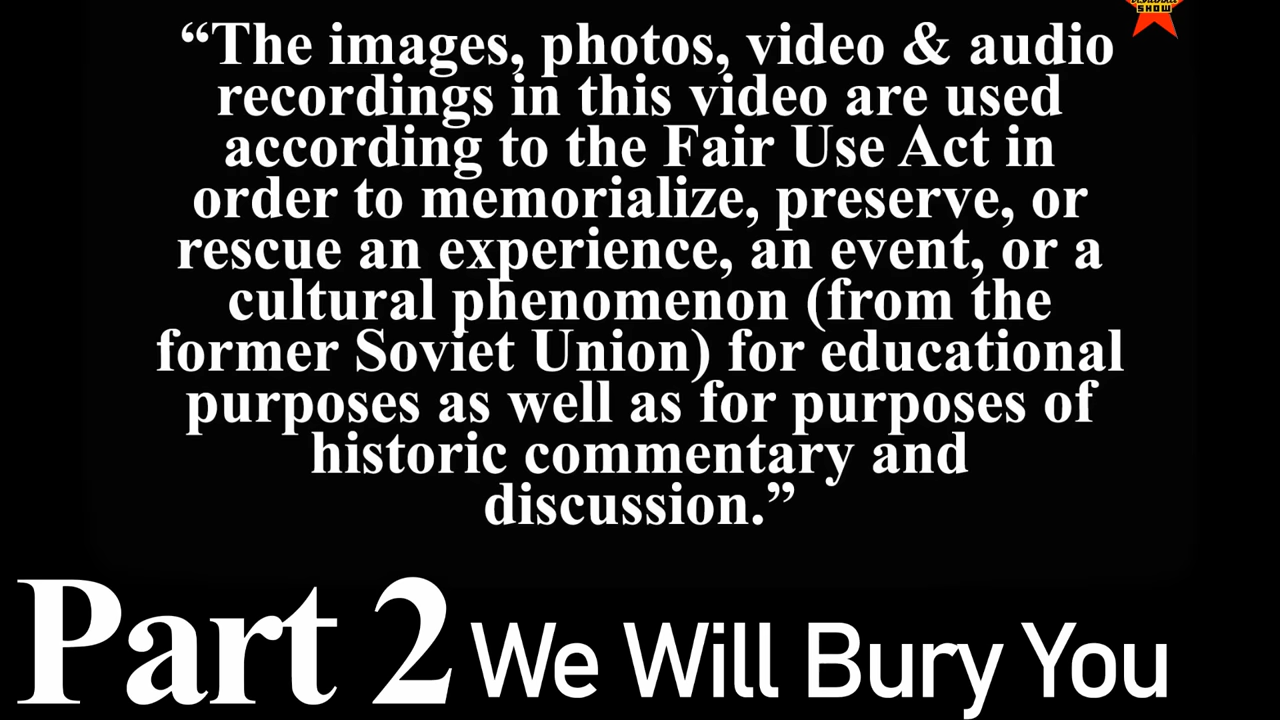 SHOW
“The images, photos, video & audio
recordings in this video are used
according to the Fair Use Act in
order to memorialize, preserve, or
rescue an experience, an event, or a
cultural phenomenon (from the
former Soviet Union) for educational
purposes as well as for purposes of
historic commentary and
discussion.”
Part 2 We Will Bury You